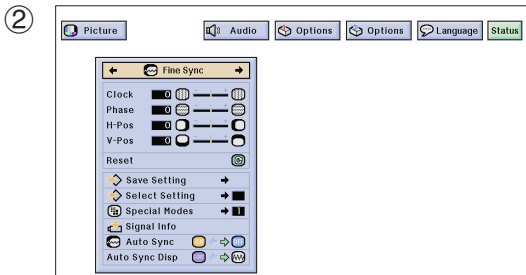 ②
Picture Audio Options Options Language Status
Fine Sync
Clock 0
Phase 0
H-Pos 0
V-Pos 0
Reset
Save Setting
Select Setting
Special Modes 1
Signal Info
Auto Sync
Auto Sync Disp